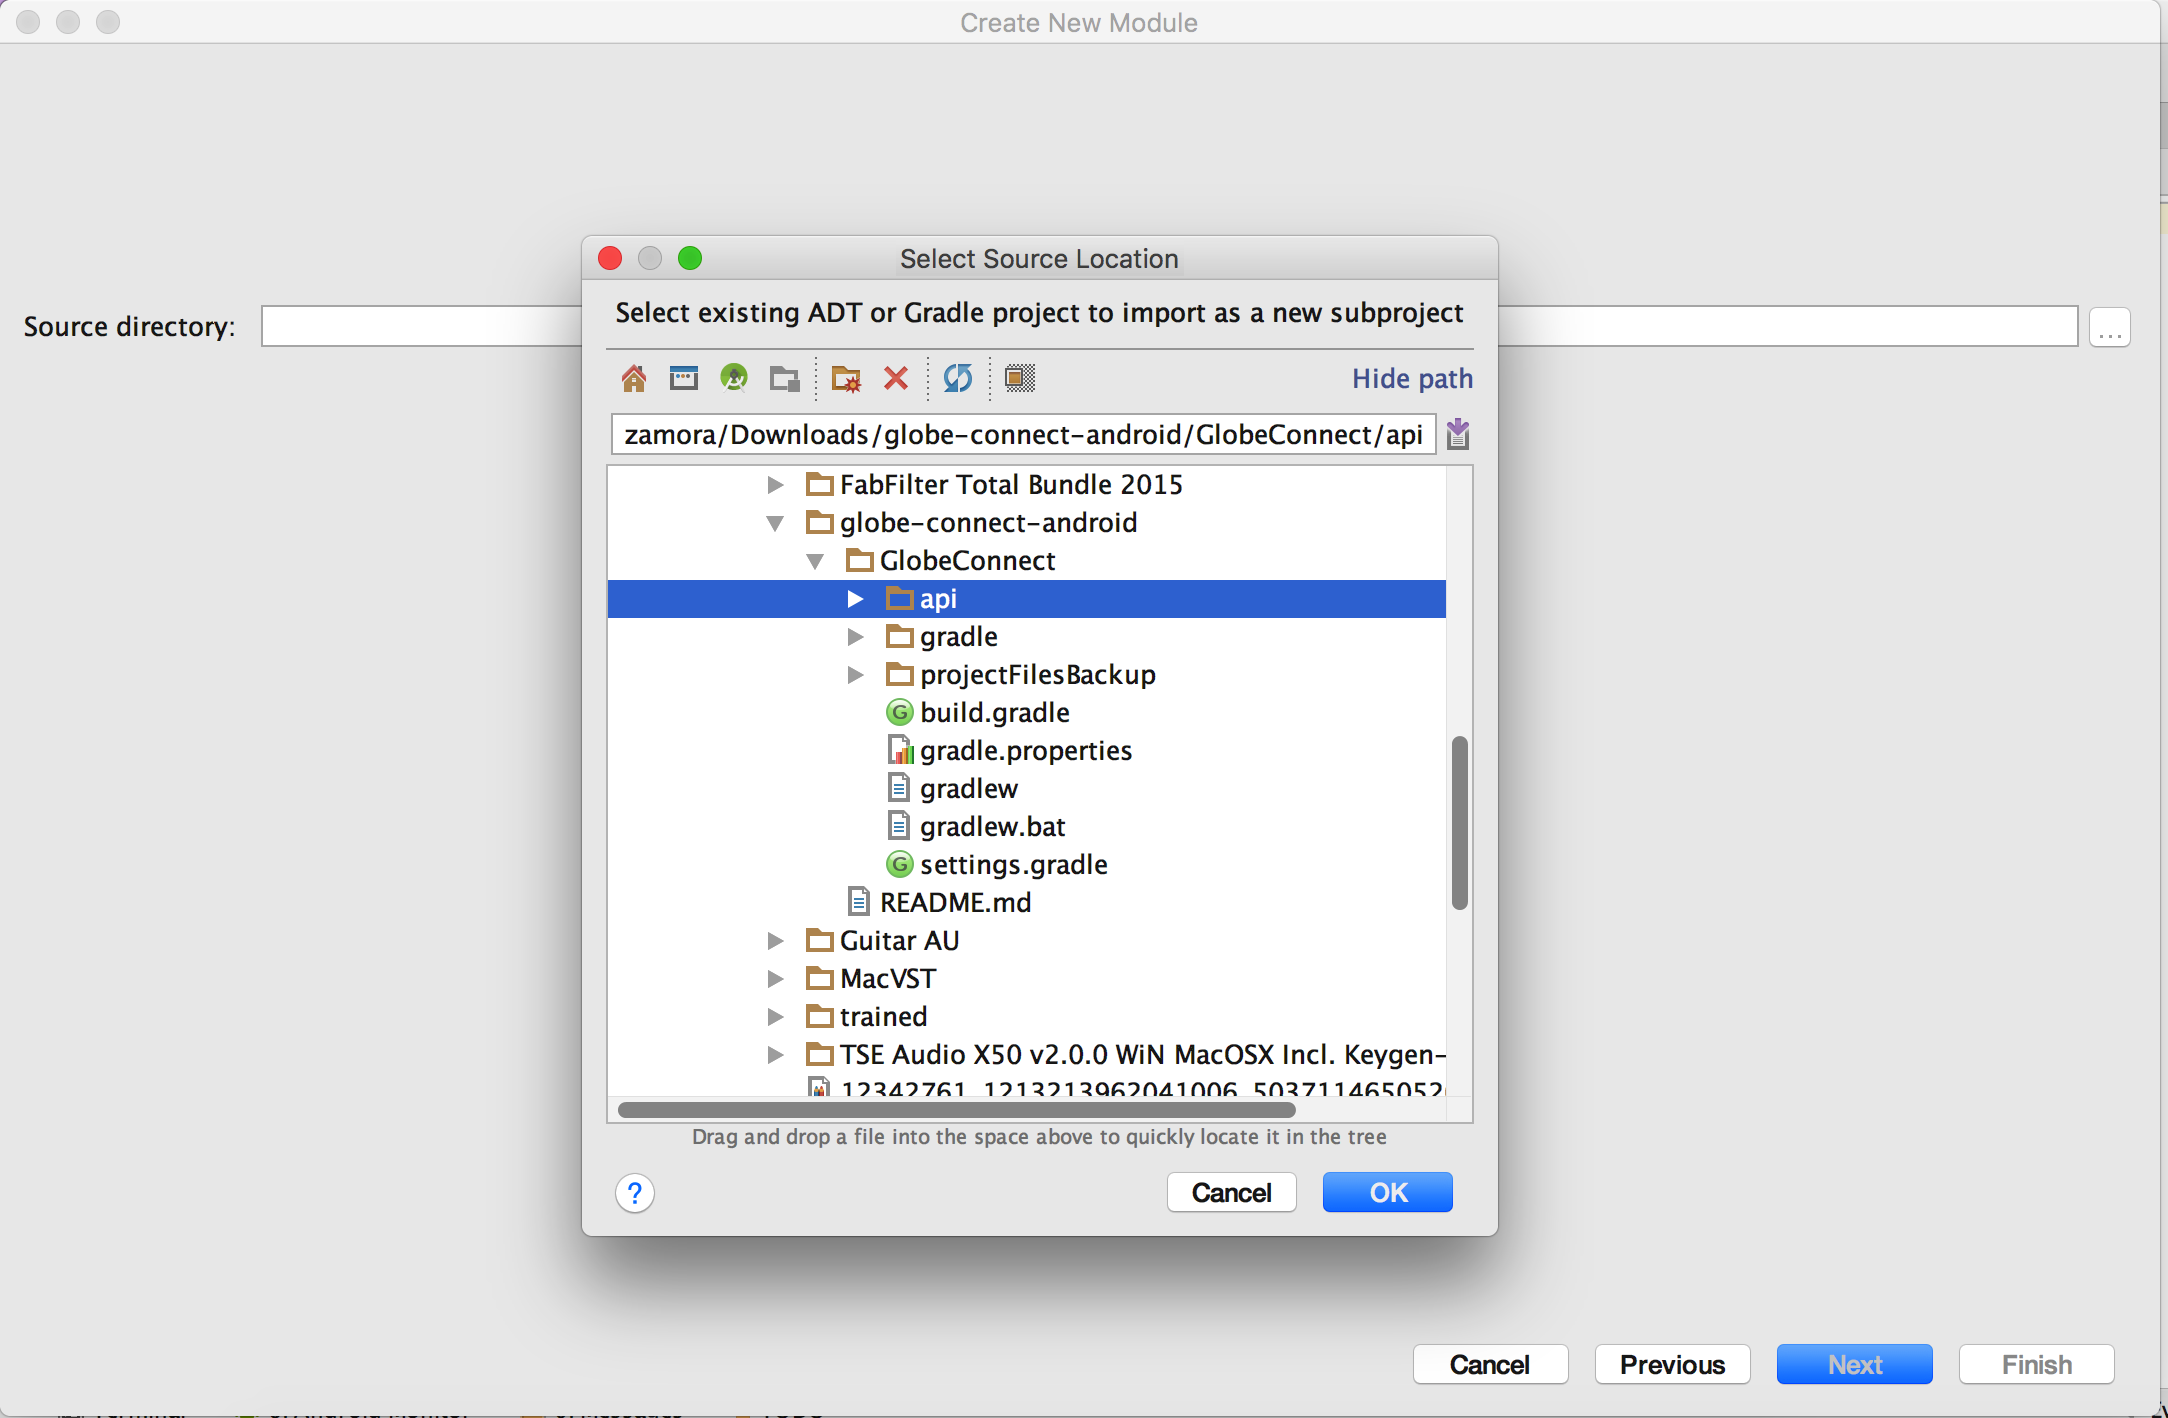 Create New Module
Select Source Location
Select existing ADT or Gradle project to import as a new subproject
Source directory:
...
Hide path
zamora/Downloads/globe-connect-android/GlobeConnect/api
FabFilter Total Bundle 2015
globe-connect-android
GlobeConnect
api
gradle
projectFilesBackup
G build.gradle
gradle.properties
gradlew
gradlew.bat
G settings.gradle
README.md
Guitar AU
MacVST
trained
TSE Audio X50 v2.0.0 WiN MacOSX Incl. Keygen-
Drag and drop a file into the space above to quickly locate it in the tree
?
Cancel
OK
Cancel
Previous
Next
Finish